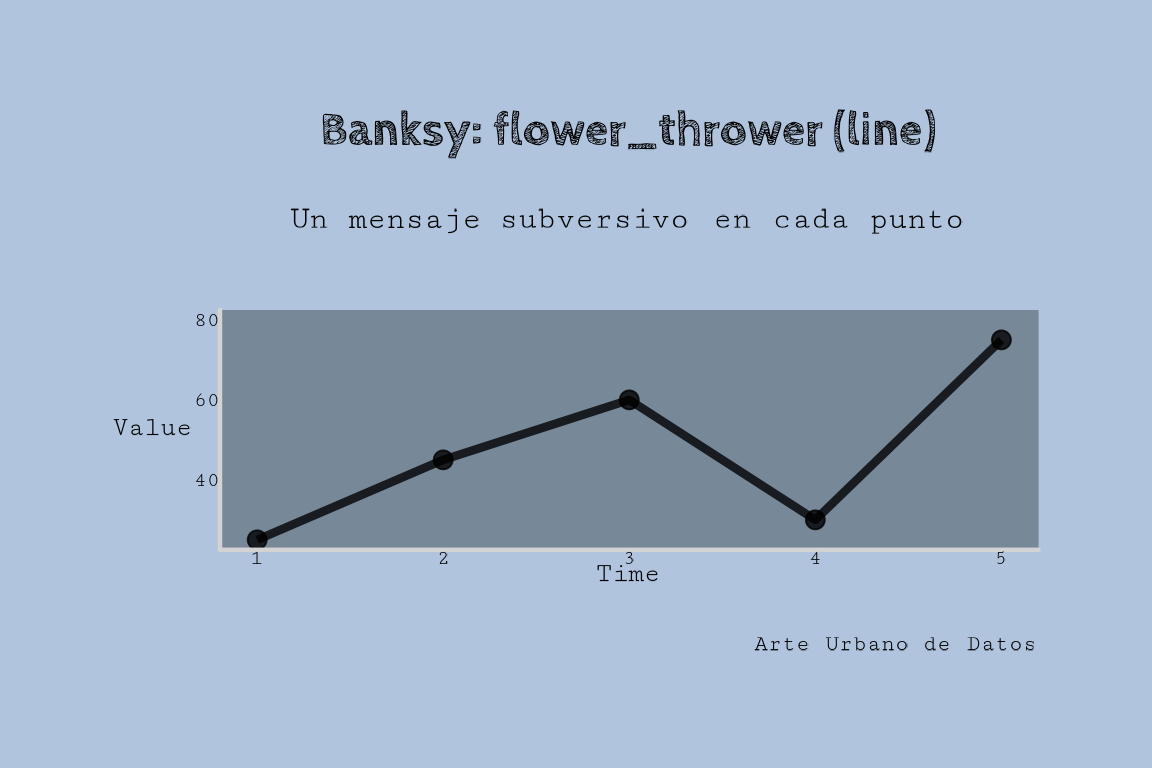 Banksy: flower_thrower (line)
Un mensaje subversivo en cada punto
80
60
Value
40
1 2 3 4 5
Time
Arte Urbano de Datos